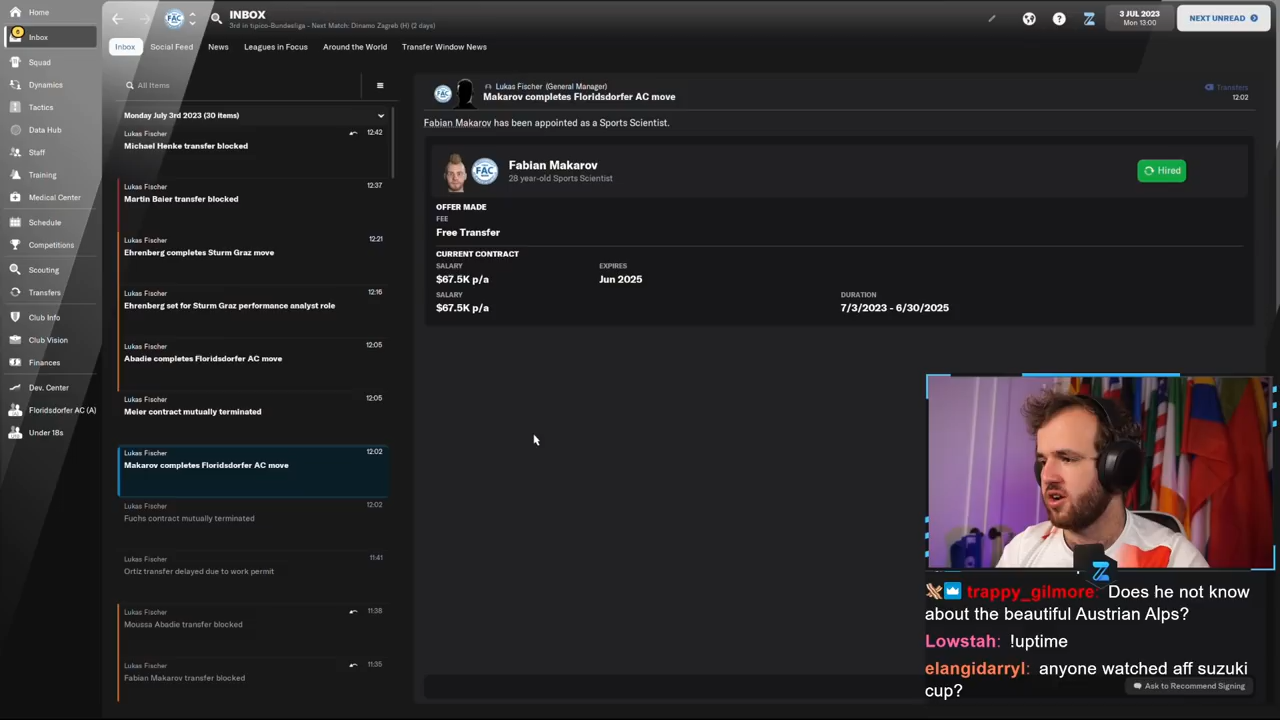 Home
INBOX
3rd in tipico-Bundesliga - Next Match: Dinamo Zagreb (H) (2 days)
3 JUL 2023
Mon 13:00
NEXT UNREAD
6
Inbox
Squad
Dynamics
Tactics
Data Hub
Staff
Training
Medical Center
Schedule
Competitions
Scouting
Transfers
Club Info
Club Vision
Finances
Dev. Center
Floridsdorfer AC (A)
Under 18s
Inbox
Social Feed
News
Leagues in Focus
Around the World
Transfer Window News
All Items
Monday July 3rd 2023 (30 items)
Lukas Fischer
12:42
Michael Henke transfer blocked
Lukas Fischer
12:37
Martin Baier transfer blocked
Lukas Fischer
12:21
Ehrenberg completes Sturm Graz move
Lukas Fischer
12:16
Ehrenberg set for Sturm Graz performance analyst role
Lukas Fischer
12:05
Abadie completes Floridsdorfer AC move
Lukas Fischer
12:05
Meier contract mutually terminated
Lukas Fischer
12:02
Makarov completes Floridsdorfer AC move
Lukas Fischer
12:02
Fuchs contract mutually terminated
Lukas Fischer
11:41
Ortiz transfer delayed due to work permit
Lukas Fischer
11:38
Moussa Abadie transfer blocked
Lukas Fischer
11:35
Fabian Makarov transfer blocked
Lukas Fischer (General Manager)
Makarov completes Floridsdorfer AC move
Transfers
12:02
Fabian Makarov has been appointed as a Sports Scientist.
Fabian Makarov
28 year-old Sports Scientist
Hired
OFFER MADE
FEE
Free Transfer
CURRENT CONTRACT
SALARY
EXPIRES
$67.5K p/a
Jun 2025
SALARY
DURATION
$67.5K p/a
7/3/2023 - 6/30/2025
trappy_gilmore: Does he not know
about the beautiful Austrian Alps?
Lowstah: !uptime
elangidarryl: anyone watched aff suzuki
cup?
Ask to Recommend Signing